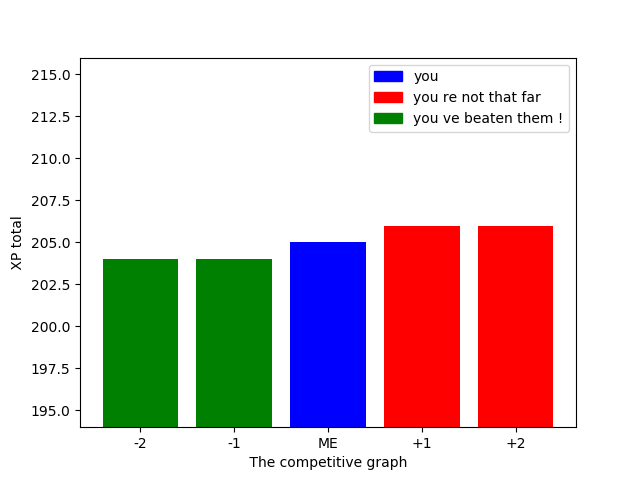 you
you re not that far
you ve beaten them !
215.0
212.5
210.0
207.5
205.0
202.5
200.0
197.5
195.0
XP total
-2
-1
ME
+1
+2
The competitive graph